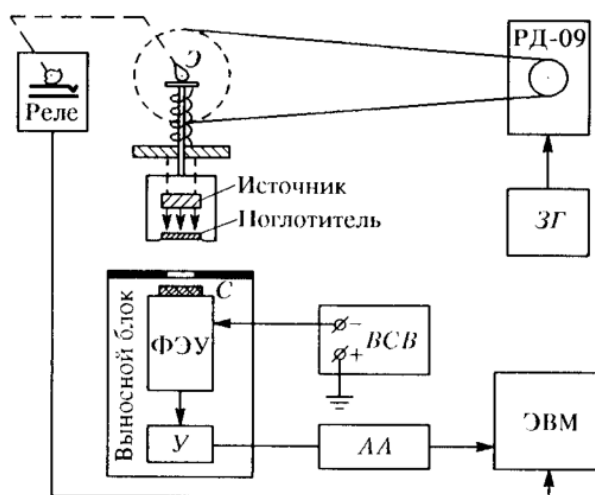 РД-09
Э
Реле
Источник
Поглотитель
ЗГ
С
Выносной блок
ФЭУ
−
+
ВСВ
У
АА
ЭВМ